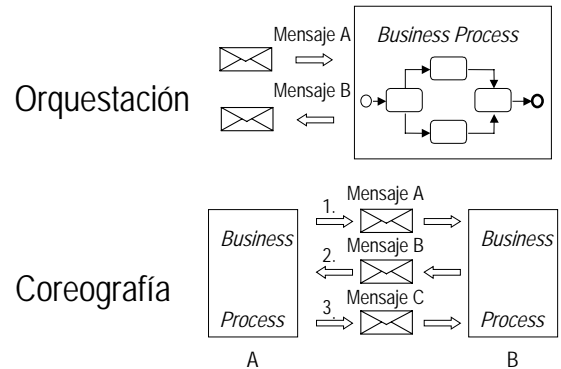 Mensaje A
Business Process
Orquestación
Mensaje B
Mensaje A
1.
Business
Business
Mensaje B
2.
Coreografía
Mensaje C
3.
Process
Process
A
B